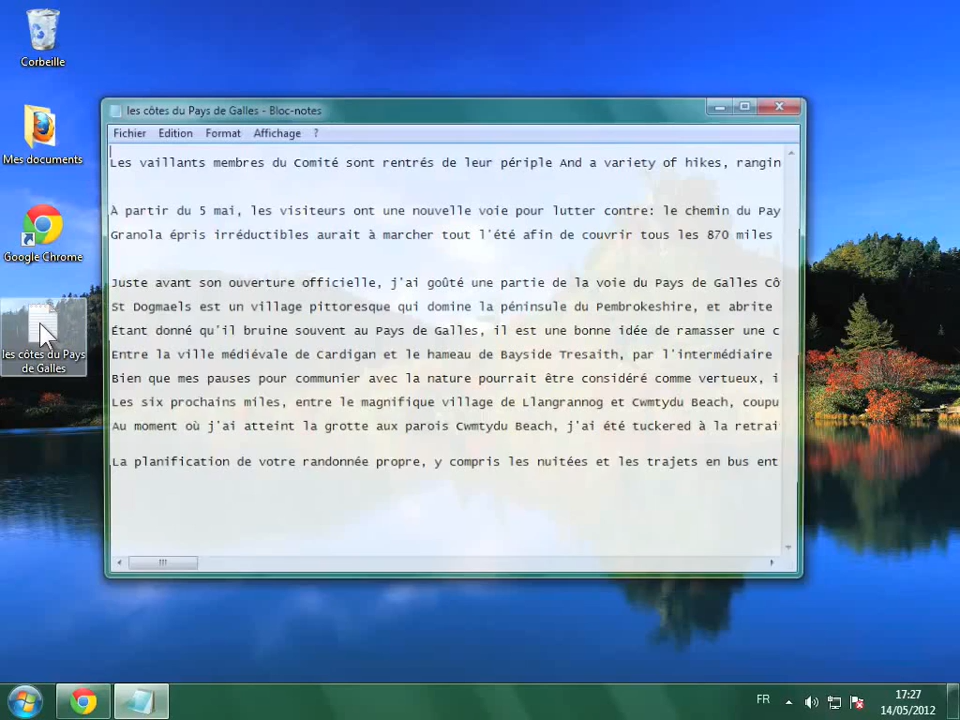 Corbeille
Mes documents
Google Chrome
les côtes du Pays
de Galles
les côtes du Pays de Galles - Bloc-notes
Fichier Edition Format Affichage ?
Les vaillants membres du Comité sont rentrés de leur périple And a variety of hikes, rangin
À partir du 5 mai, les visiteurs ont une nouvelle voie pour lutter contre: le chemin du Pay
Granola épris irréductibles aurait à marcher tout l'été afin de couvrir tous les 870 miles
Juste avant son ouverture officielle, j'ai goûté une partie de la voie du Pays de Galles Cô
St Dogmaels est un village pittoresque qui domine la péninsule du Pembrokeshire, et abrite
Étant donné qu'il bruine souvent au Pays de Galles, il est une bonne idée de ramasser une c
Entre la ville médiévale de Cardigan et le hameau de Bayside Tresaith, par l'intermédiaire
Bien que mes pauses pour communier avec la nature pourrait être considéré comme vertueux, i
Les six prochains miles, entre le magnifique village de Llangrannog et Cwmtydu Beach, coupu
Au moment où j'ai atteint la grotte aux parois Cwmtydu Beach, j'ai été tuckered à la retrai
La planification de votre randonnée propre, y compris les nuitées et les trajets en bus ent
FR
17:27
14/05/2012